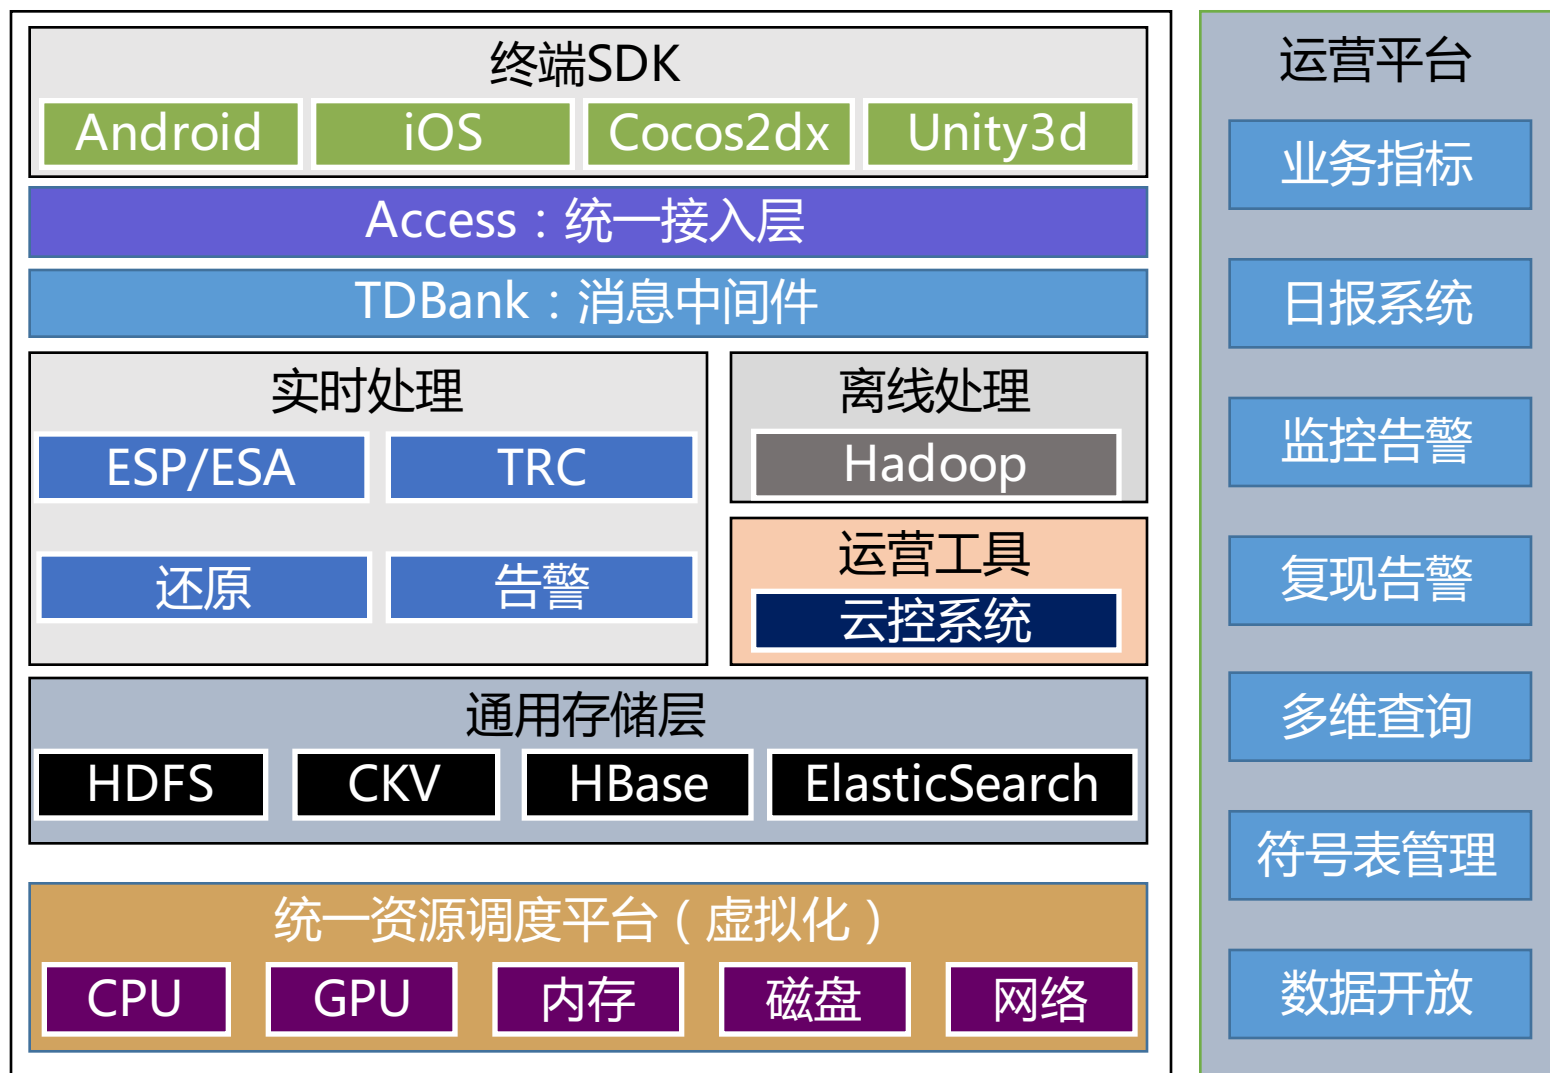 终端SDK
Android
iOS
Cocos2dx
Unity3d
Access：统一接入层
TDBank：消息中间件
实时处理
ESP/ESA
TRC
还原
告警
离线处理
Hadoop
运营工具
云控系统
通用存储层
HDFS
CKV
HBase
ElasticSearch
统一资源调度平台（虚拟化）
CPU
GPU
内存
磁盘
网络
运营平台
业务指标
日报系统
监控告警
复现告警
多维查询
符号表管理
数据开放